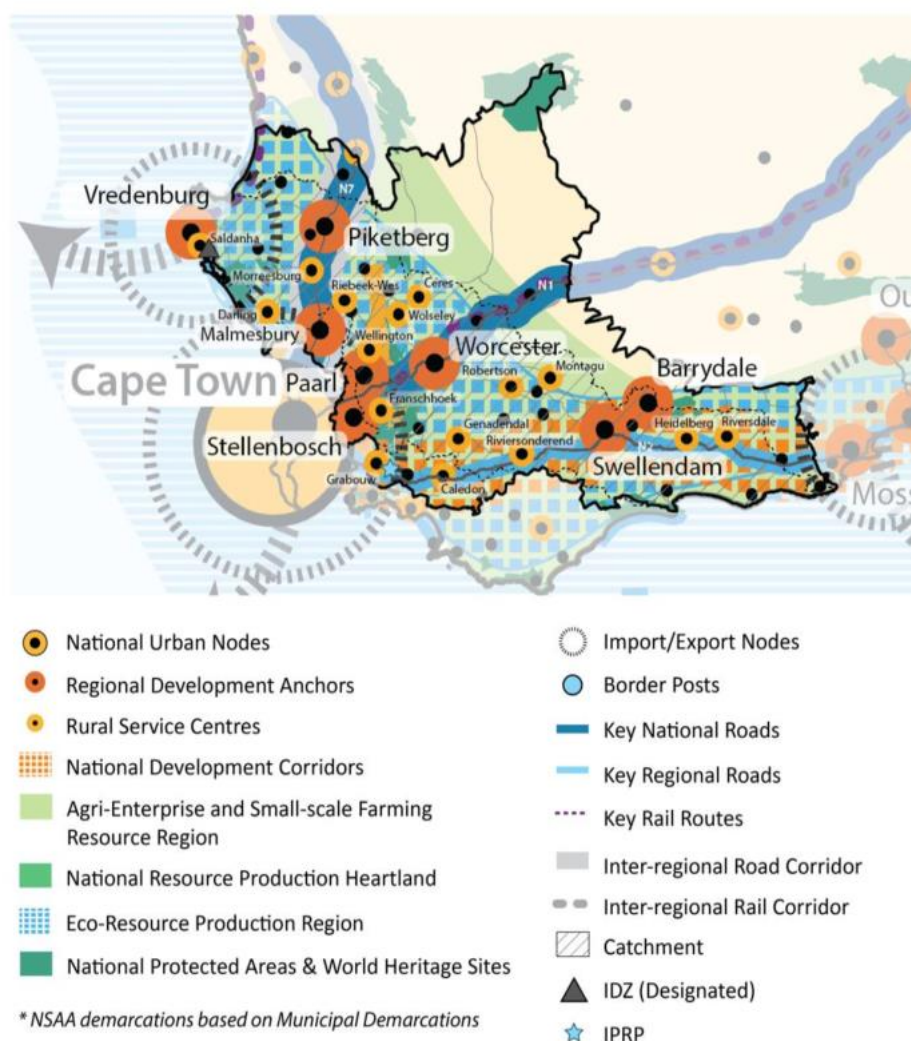 Vredenburg
N7
Saldanha
Piketberg
Moreesburg
Riebeek-Wes
Ceres
N1
Darling
Wolseley
Malmesbury
Wellington
Worcester
Cape Town
Paarl
Robertson
Montagu
Barrydale
Franschhoek
Genadendal
Heidelberg
Riversdale
Stellenbosch
Riviersonderend
N2
Swellendam
Grabouw
Caledon
Ou
Moss
National Urban Nodes
Regional Development Anchors
Rural Service Centres
National Development Corridors
Agri-Enterprise and Small-scale Farming
Resource Region
National Resource Production Heartland
Eco-Resource Production Region
National Protected Areas & World Heritage Sites
* NSAA demarcations based on Municipal Demarcations
Import/Export Nodes
Border Posts
Key National Roads
Key Regional Roads
Key Rail Routes
Inter-regional Road Corridor
Inter-regional Rail Corridor
Catchment
IDZ (Designated)
IPRP